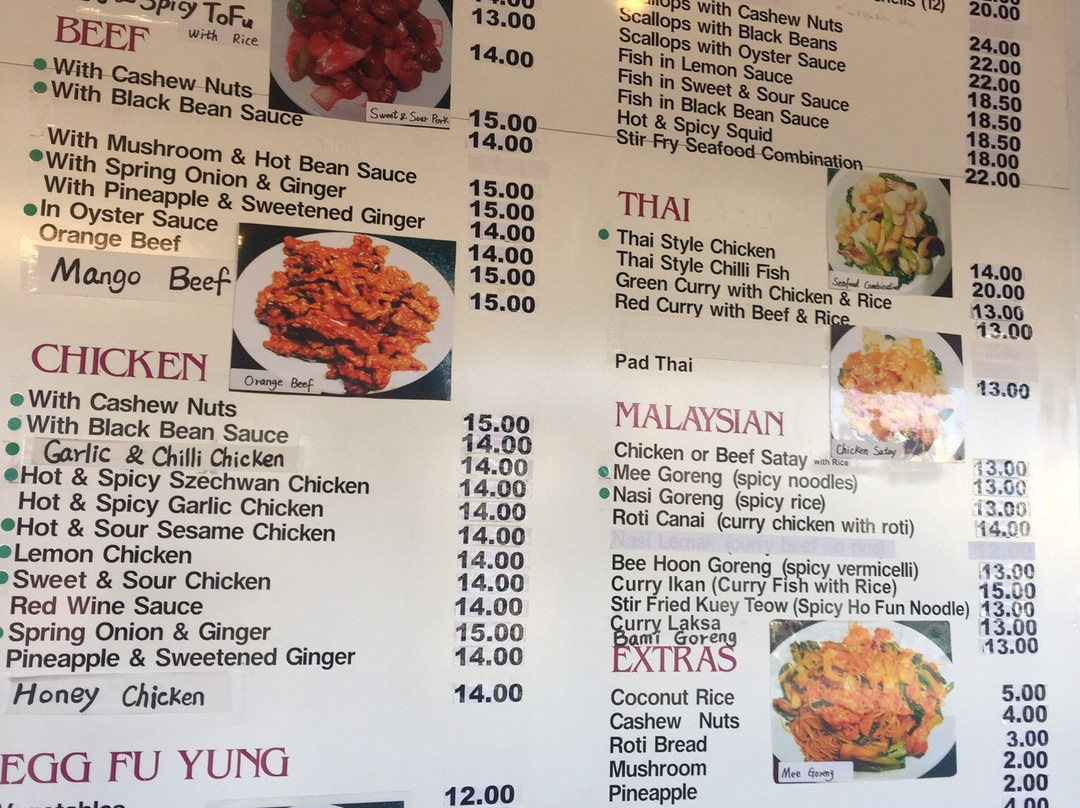 Spicy ToFu
with Rice
13.00
BEEF
14.00
With Cashew Nuts 15.00
With Black Bean Sauce 14.00
Sweet & Sour Pork
With Mushroom & Hot Bean Sauce 15.00
With Spring Onion & Ginger 15.00
With Pineapple & Sweetened Ginger 14.00
In Oyster Sauce 14.00
Orange Beef 15.00
Mango Beef 15.00
Orange Beef
CHICKEN
With Cashew Nuts 15.00
With Black Bean Sauce 14.00
Garlic & Chilli Chicken 14.00
Hot & Spicy Szechwan Chicken 14.00
Hot & Spicy Garlic Chicken 14.00
Hot & Sour Sesame Chicken 14.00
Lemon Chicken 14.00
Sweet & Sour Chicken 14.00
Red Wine Sauce 14.00
Spring Onion & Ginger 15.00
Pineapple & Sweetened Ginger 14.00
Honey Chicken 14.00
EGG FU YUNG
Vegetables 12.00
(12) 20.00
Scallops with Cashew Nuts 24.00
Scallops with Black Beans 22.00
Scallops with Oyster Sauce 22.00
Fish in Lemon Sauce 18.50
Fish in Sweet & Sour Sauce 18.50
Fish in Black Bean Sauce 18.50
Hot & Spicy Squid 18.00
Stir Fry Seafood Combination 22.00
THAI
Thai Style Chicken 14.00
Thai Style Chilli Fish 20.00
Green Curry with Chicken & Rice 13.00
Red Curry with Beef & Rice 13.00
Seafood Combination
Pad Thai 13.00
MALAYSIAN
Chicken Satay
Chicken or Beef Satay with Rice 13.00
Mee Goreng (spicy noodles) 13.00
Nasi Goreng (spicy rice) 13.00
Roti Canai (curry chicken with roti) 14.00
Nasi Lemak (curry beef on rice) 12.00
Bee Hoon Goreng (spicy vermicelli) 13.00
Curry Ikan (Curry Fish with Rice) 15.00
Stir Fried Kuey Teow (Spicy Ho Fun Noodle) 13.00
Curry Laksa 13.00
Bami Goreng 13.00
EXTRAS
Coconut Rice 5.00
Cashew Nuts 4.00
Roti Bread 3.00
Mushroom 2.00
Pineapple 2.00
Mee Goreng